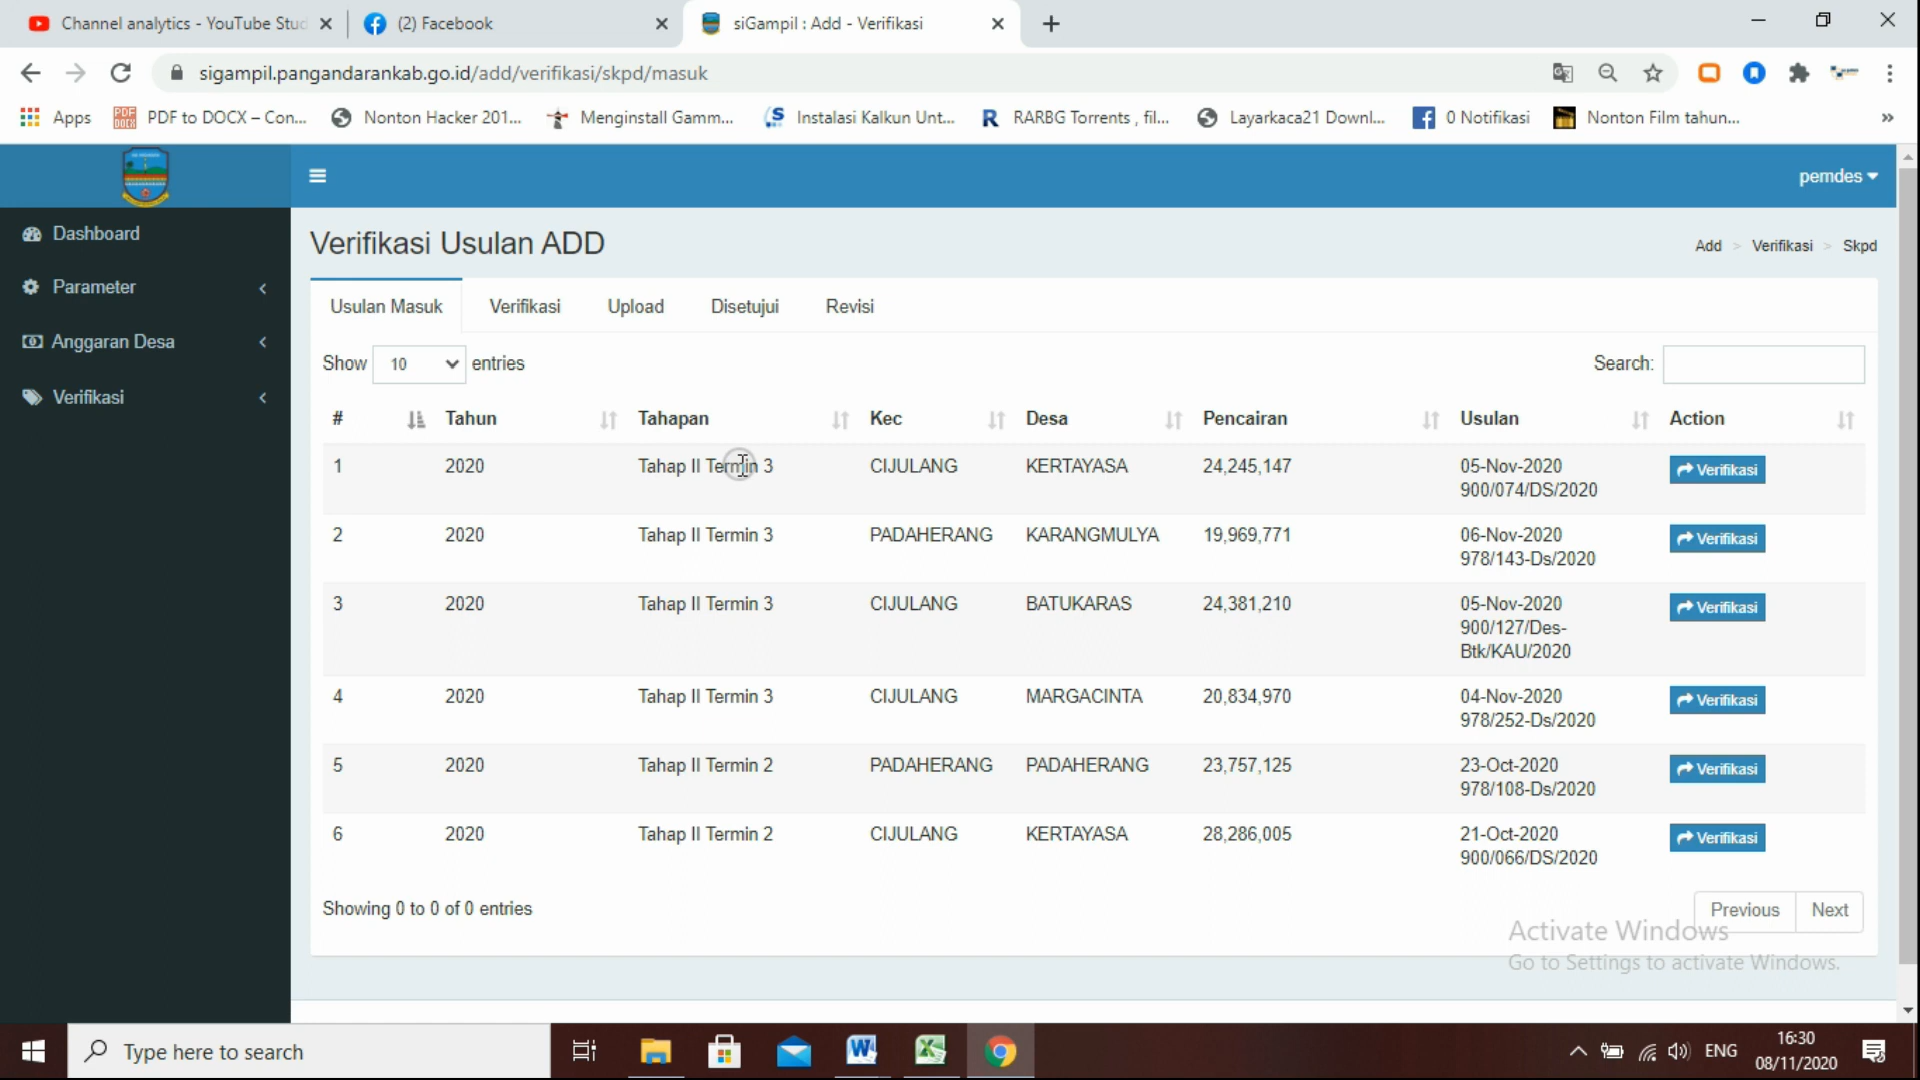 Channel analytics - YouTube Stud
(2) Facebook
siGampil : Add - Verifikasi
sigampil.pangandarankab.go.id/add/verifikasi/skpd/masuk
Apps
PDF to DOCX – Con...
Nonton Hacker 201...
Menginstall Gamm...
Instalasi Kalkun Unt...
RARBG Torrents , fil...
Layarkaca21 Downl...
0 Notifikasi
Nonton Film tahun...
»
pemdes
Dashboard
Parameter
Anggaran Desa
Verifikasi
Verifikasi Usulan ADD
Add > Verifikasi > Skpd
Usulan Masuk Verifikasi Upload Disetujui Revisi
Show 10 entries
Search:
# Tahun Tahapan Kec Desa Pencairan Usulan Action
1 2020 Tahap II Termin 3 CIJULANG KERTAYASA 24,245,147 05-Nov-2020 Verifikasi
900/074/DS/2020
2 2020 Tahap II Termin 3 PADAHERANG KARANGMULYA 19,969,771 06-Nov-2020 Verifikasi
978/143-Ds/2020
3 2020 Tahap II Termin 3 CIJULANG BATUKARAS 24,381,210 05-Nov-2020 Verifikasi
900/127/Des-
Btk/KAU/2020
4 2020 Tahap II Termin 3 CIJULANG MARGACINTA 20,834,970 04-Nov-2020 Verifikasi
978/252-Ds/2020
5 2020 Tahap II Termin 2 PADAHERANG PADAHERANG 23,757,125 23-Oct-2020 Verifikasi
978/108-Ds/2020
6 2020 Tahap II Termin 2 CIJULANG KERTAYASA 28,286,005 21-Oct-2020 Verifikasi
900/066/DS/2020
Showing 0 to 0 of 0 entries
Previous Next
Activate Windows
Go to Settings to activate Windows.
Type here to search
ENG
16:30
08/11/2020